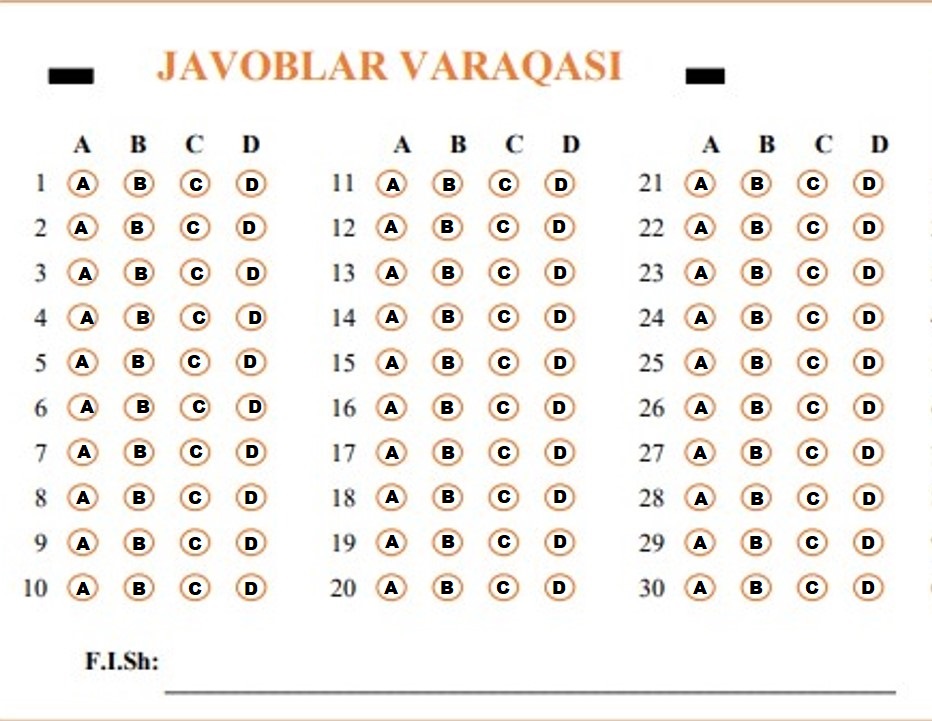 JAVOBLAR VARAQASI
A B C D A B C D A B C D
1 A B C D 11 A B C D 21 A B C D
2 A B C D 12 A B C D 22 A B C D
3 A B C D 13 A B C D 23 A B C D
4 A B C D 14 A B C D 24 A B C D
5 A B C D 15 A B C D 25 A B C D
6 A B C D 16 A B C D 26 A B C D
7 A B C D 17 A B C D 27 A B C D
8 A B C D 18 A B C D 28 A B C D
9 A B C D 19 A B C D 29 A B C D
10 A B C D 20 A B C D 30 A B C D
F.I.Sh: